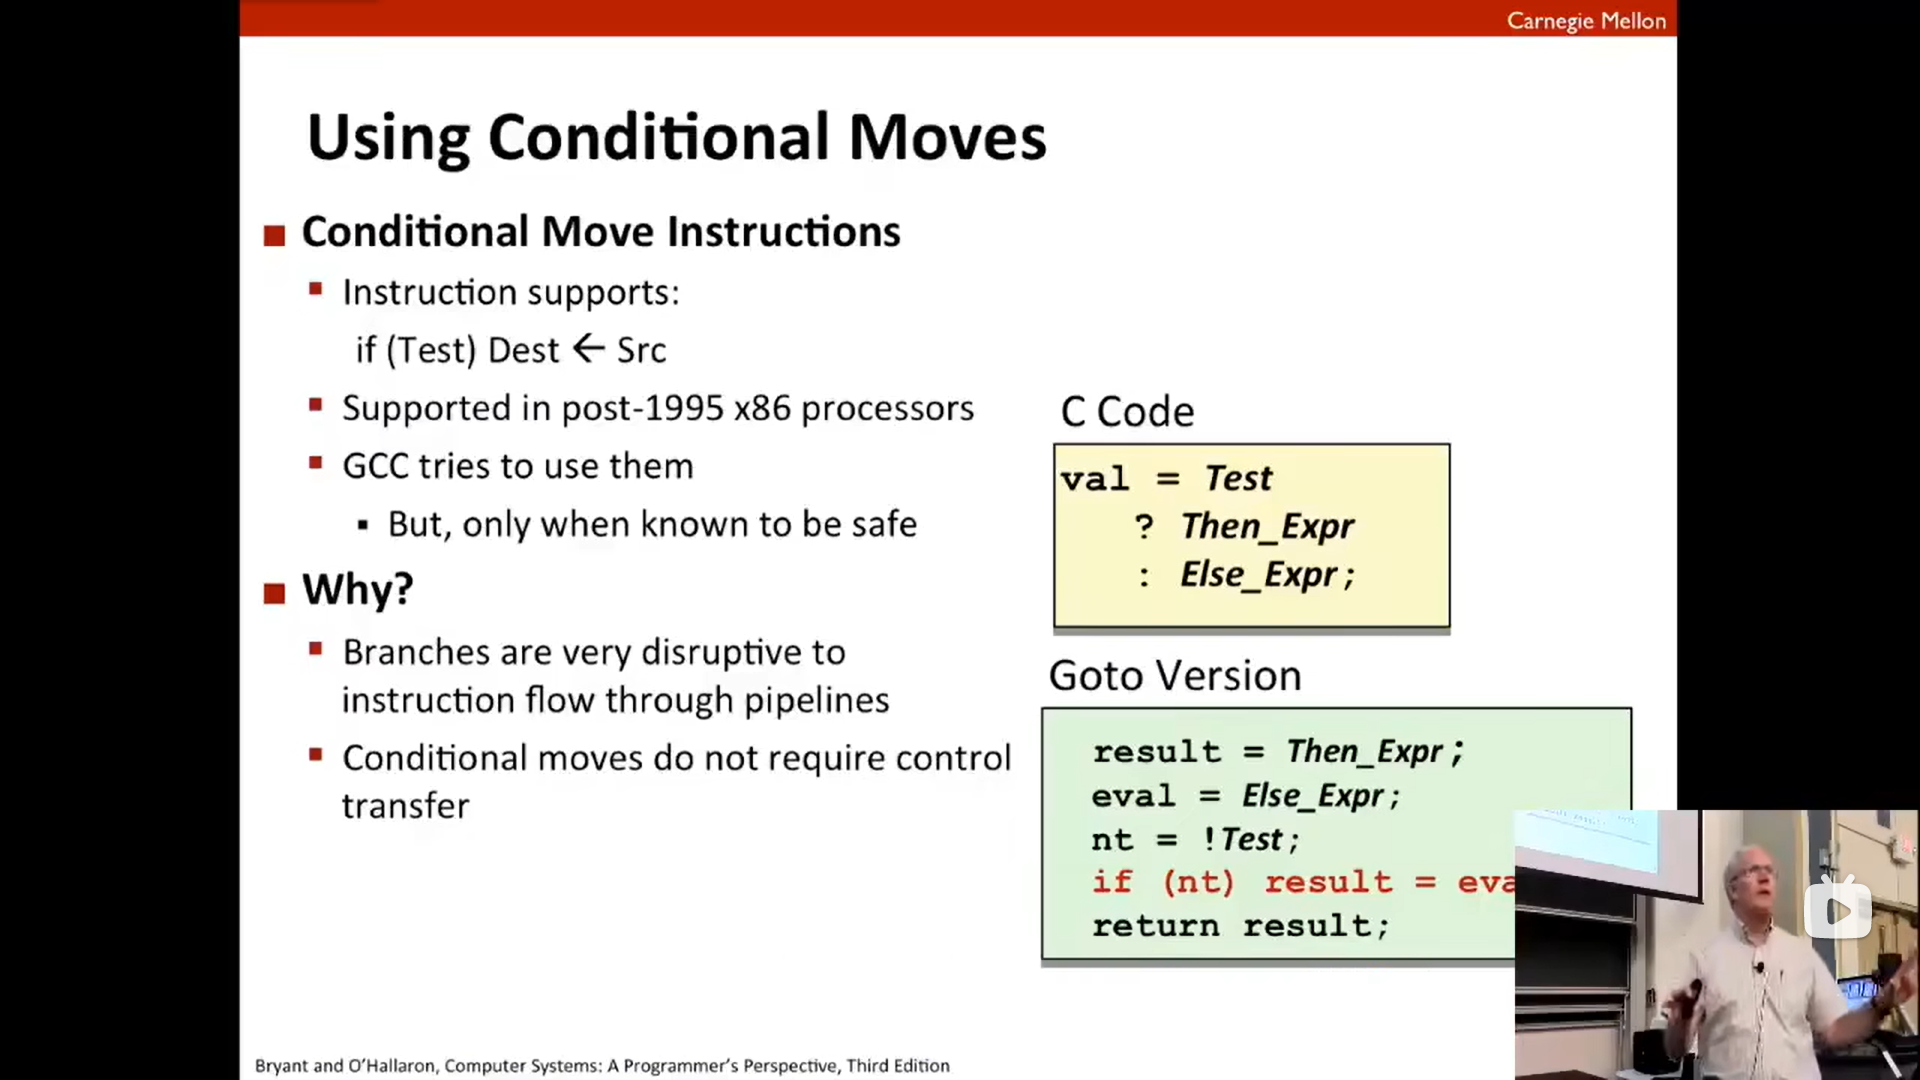 Carnegie Mellon
Using Conditional Moves
Conditional Move Instructions
Instruction supports:
if (Test) Dest ← Src
Supported in post-1995 x86 processors
GCC tries to use them
But, only when known to be safe
Why?
Branches are very disruptive to
instruction flow through pipelines
Conditional moves do not require control
transfer
C Code
val = Test
? Then_Expr
: Else_Expr;
Goto Version
result = Then_Expr;
eval = Else_Expr;
nt = !Test;
if (nt) result =
return result;
Bryant and O'Hallaron, Computer Systems: A Programmer's Perspective, Third Edition